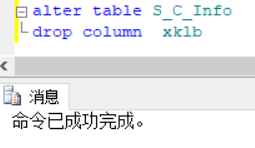 alter table S_C_Info
drop column  xklb
消息
命令已成功完成。